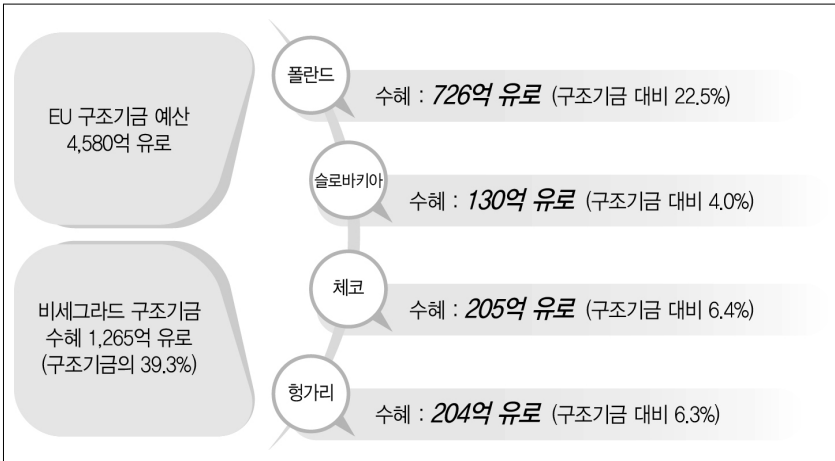 EU 구조기금 예산
4,580억 유로
비세그라드 구조기금
수혜 1,265억 유로
(구조기금의 39.3%)
폴란드
수혜 : 726억 유로 (구조기금 대비 22.5%)
슬로바키아
수혜 : 130억 유로 (구조기금 대비 4.0%)
체코
수혜 : 205억 유로 (구조기금 대비 6.4%)
헝가리
수혜 : 204억 유로 (구조기금 대비 6.3%)